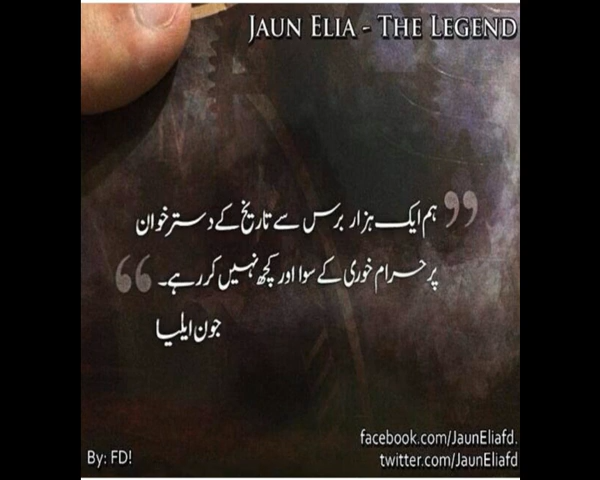 JAUN ELIA - THE LEGEND
”ہم ایک ہزار برس سے تاریخ کے دسترخوان
پر حرام خوری کے سوا اور کچھ نہیں کر رہے۔“
جون ایلیا
facebook.com/JaunEliafd.
By: FD!
twitter.com/JaunEliafd